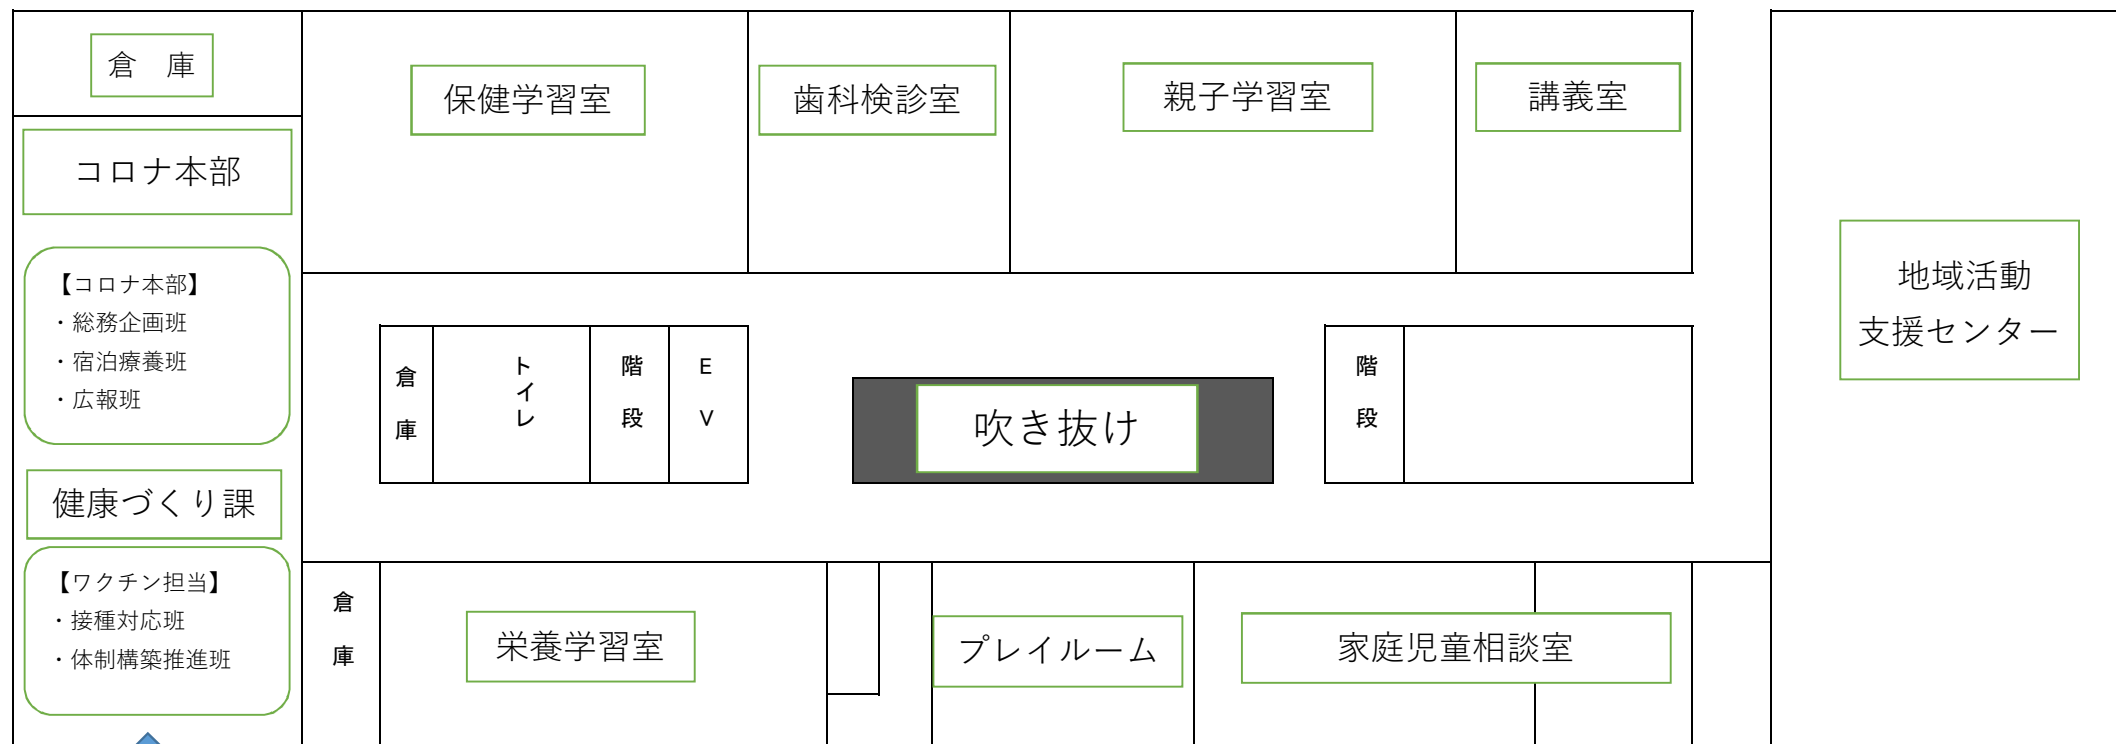 倉　庫
コロナ本部
【コロナ本部】
・総務企画班
・宿泊療養班
・広報班
健康づくり課
【ワクチン担当】
・接種対応班
・体制構築推進班
保健学習室
歯科検診室
親子学習室
講義室
倉庫
トイレ
階段
EV
吹き抜け
階段
地域活動
支援センター
倉庫
栄養学習室
プレイルーム
家庭児童相談室